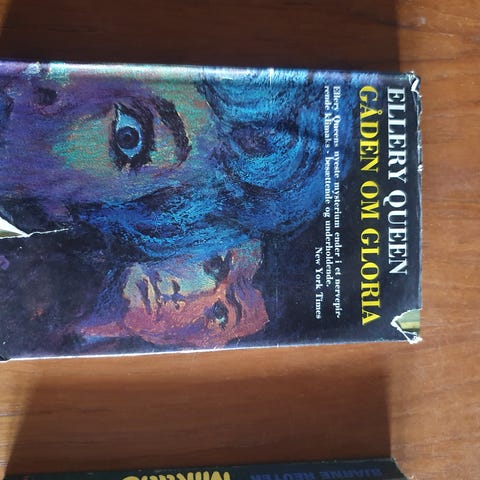 ELLERY QUEEN
GÅDEN OM GLORIA
Ellery Queens nyeste mysterium ender i et nervepir-
rende klimaks - besættende og underholdende.
New York Times
BJARNE REUTER